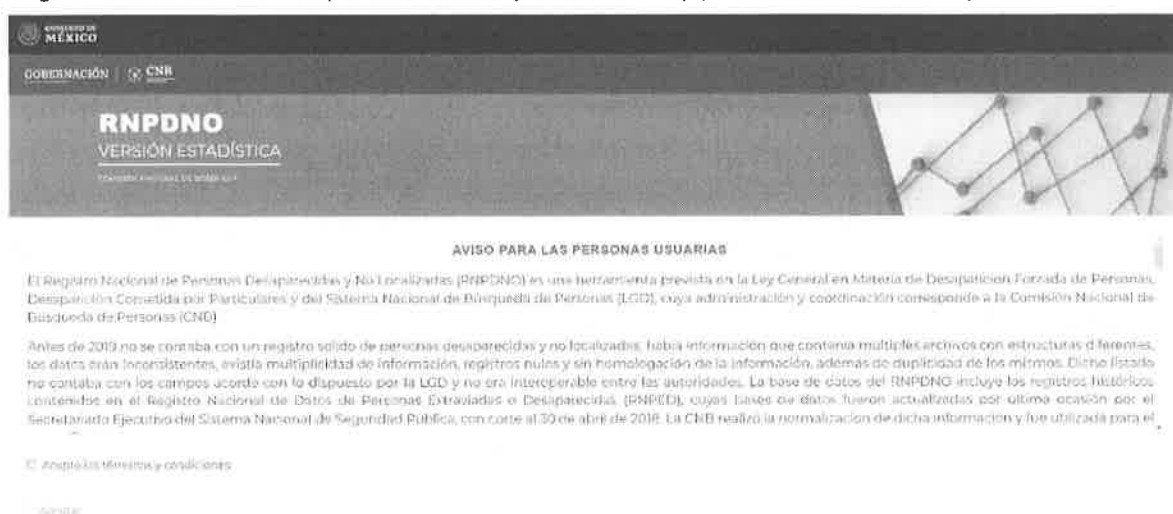 GOBIERNO DE
MÉXICO
GOBERNACIÓN
CNB
RNPDNO
VERSIÓN ESTADÍSTICA
COMISIÓN NACIONAL DE BÚSQUEDA
AVISO PARA LAS PERSONAS USUARIAS
El Registro Nacional de Personas Desaparecidas y No Localizadas (RNPDNO) es una herramienta prevista en la Ley General en Materia de Desaparición Forzada de Personas,
Desaparición Cometida por Particulares y del Sistema Nacional de Búsqueda de Personas (LGD), cuya administración y coordinación corresponde a la Comisión Nacional de
Búsqueda de Personas (CNB)
Antes de 2019 no se contaba con un registro solido de personas desaparecidas y no localizadas, había información que contenía multiples archivos con estructuras diferentes,
los datos eran inconsistentes, existía multiplicidad de información, registros nulos y sin homologación de la información, además de duplicidad de los mismos. Dicho listado
no contaba con los campos acorde con lo dispuesto por la LGD y no era interoperable entre las autoridades. La base de datos del RNPDNO incluye los registros históricos
contenidos en el Registro Nacional de Datos de Personas Extraviadas o Desaparecidas (RNPED), cuyas bases de datos fueron actualizadas por última ocasión por el
Secretariado Ejecutivo del Sistema Nacional de Seguridad Pública, con corte al 30 de abril de 2018. La CNB realizó la normalización de dicha información y fue utilizada para el
Acepto los términos y condiciones